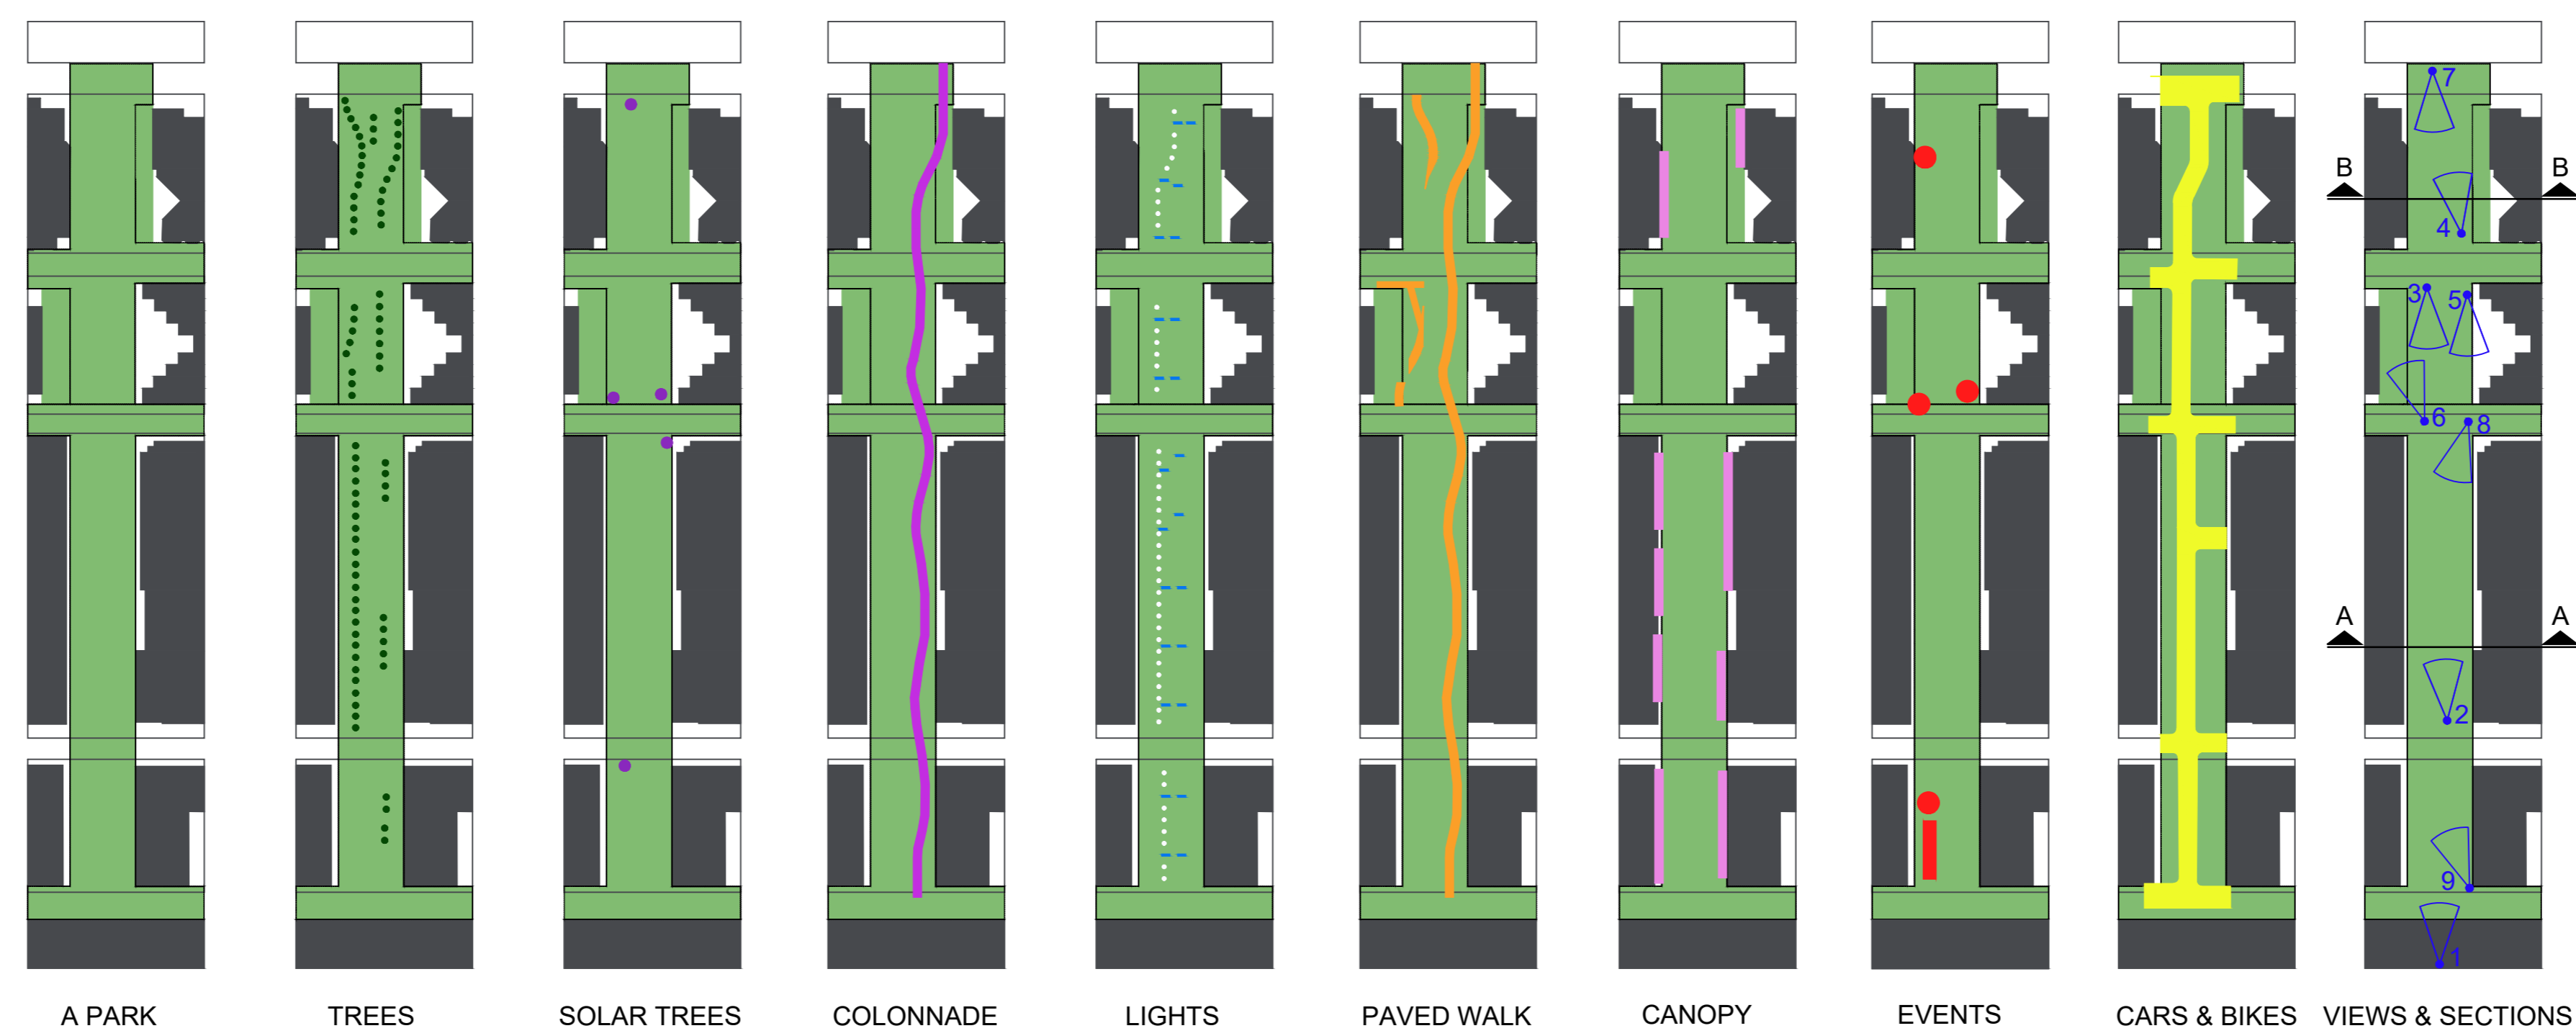 7
B B
4
3 5
6 8
A A
2
9
1
A PARK TREES SOLAR TREES COLONNADE LIGHTS PAVED WALK CANOPY EVENTS CARS & BIKES VIEWS & SECTIONS